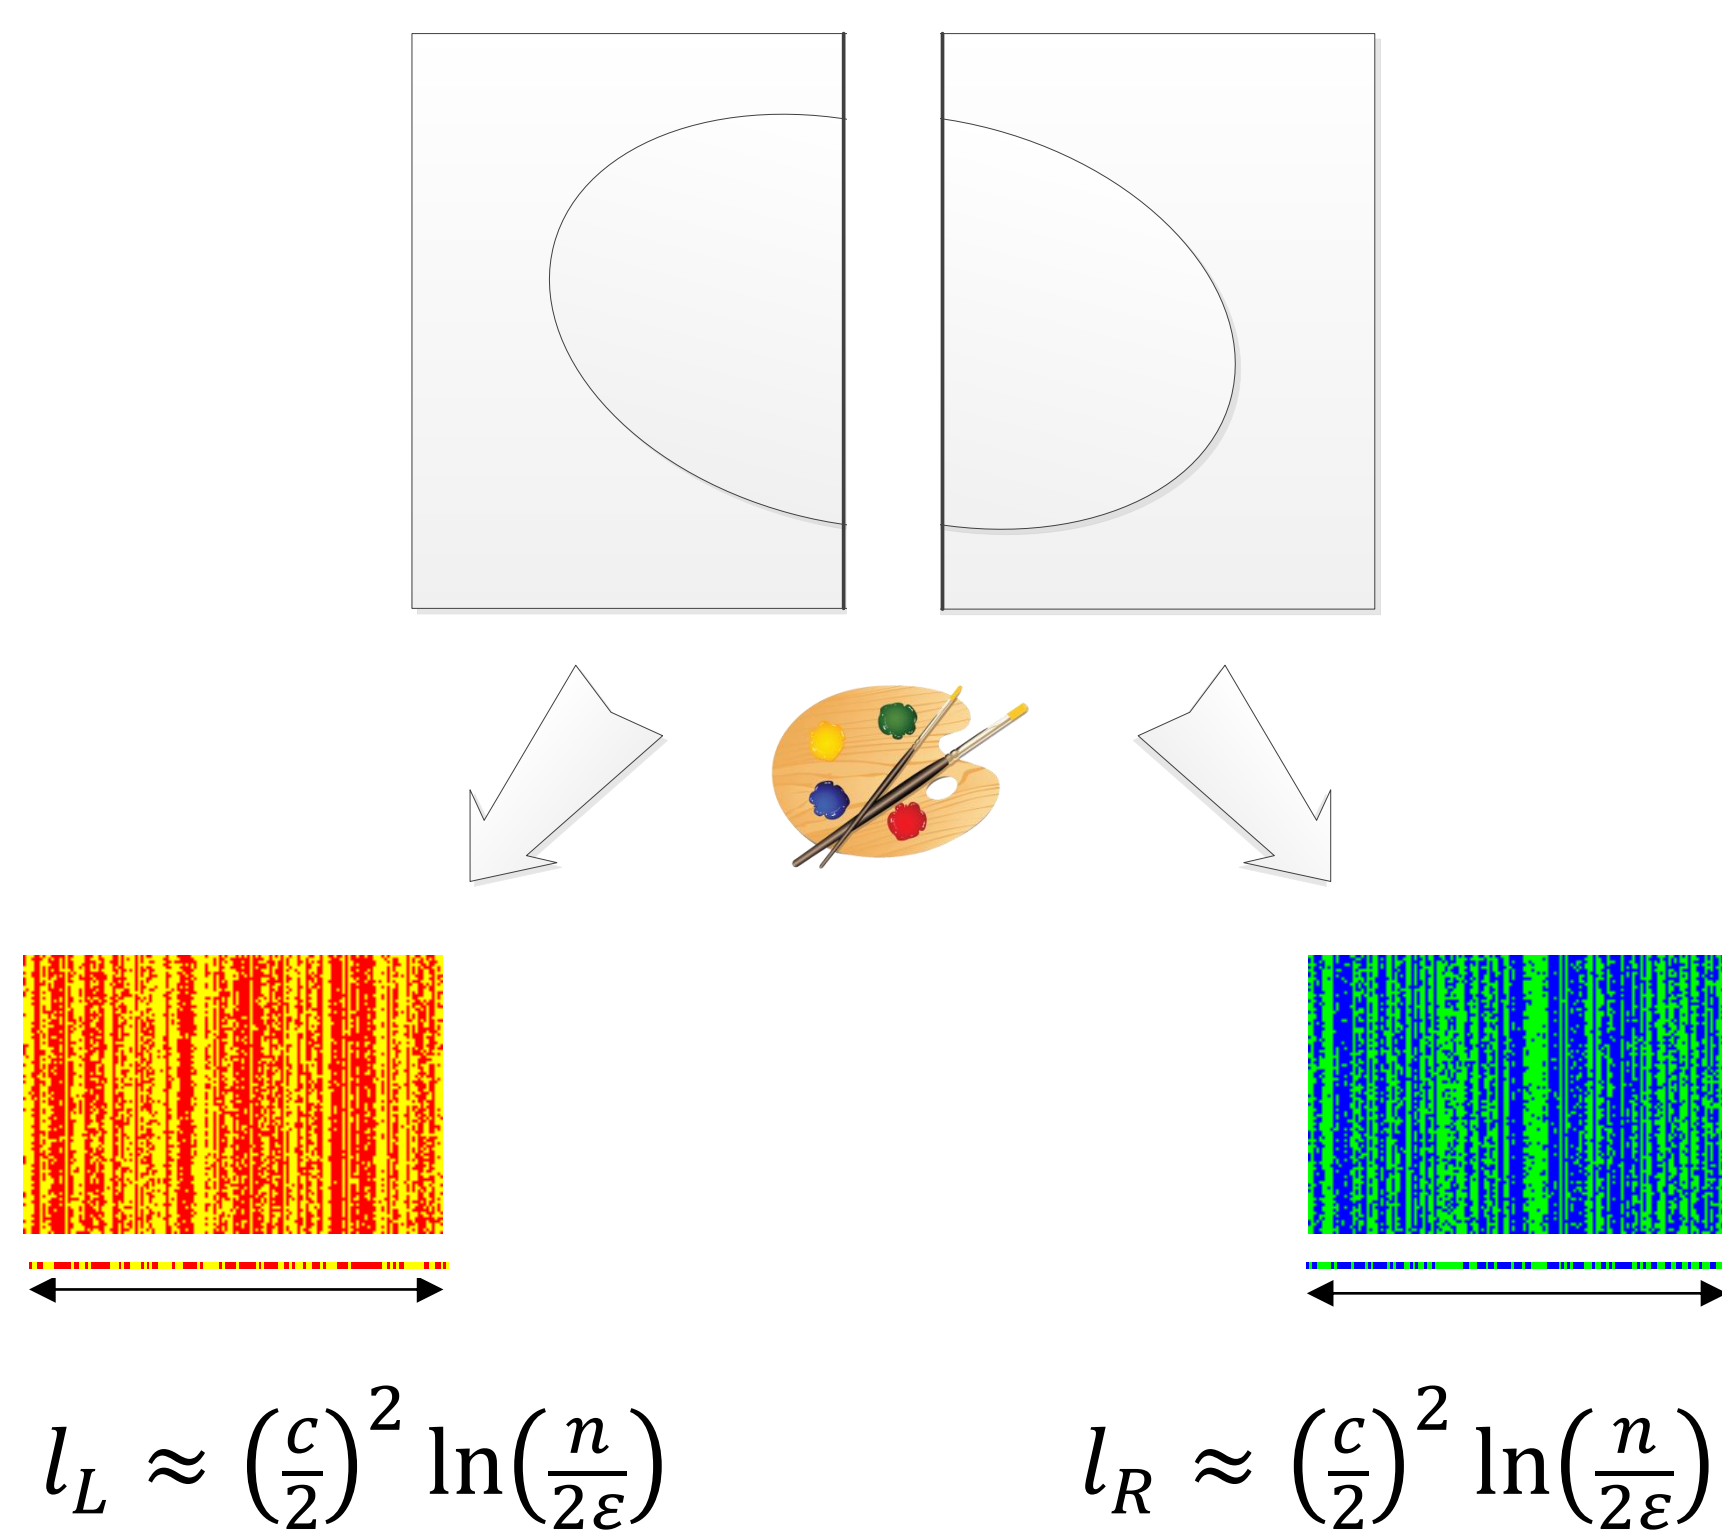 l_L ≈ (c/2)^2 ln(n/2ε)
l_R ≈ (c/2)^2 ln(n/2ε)